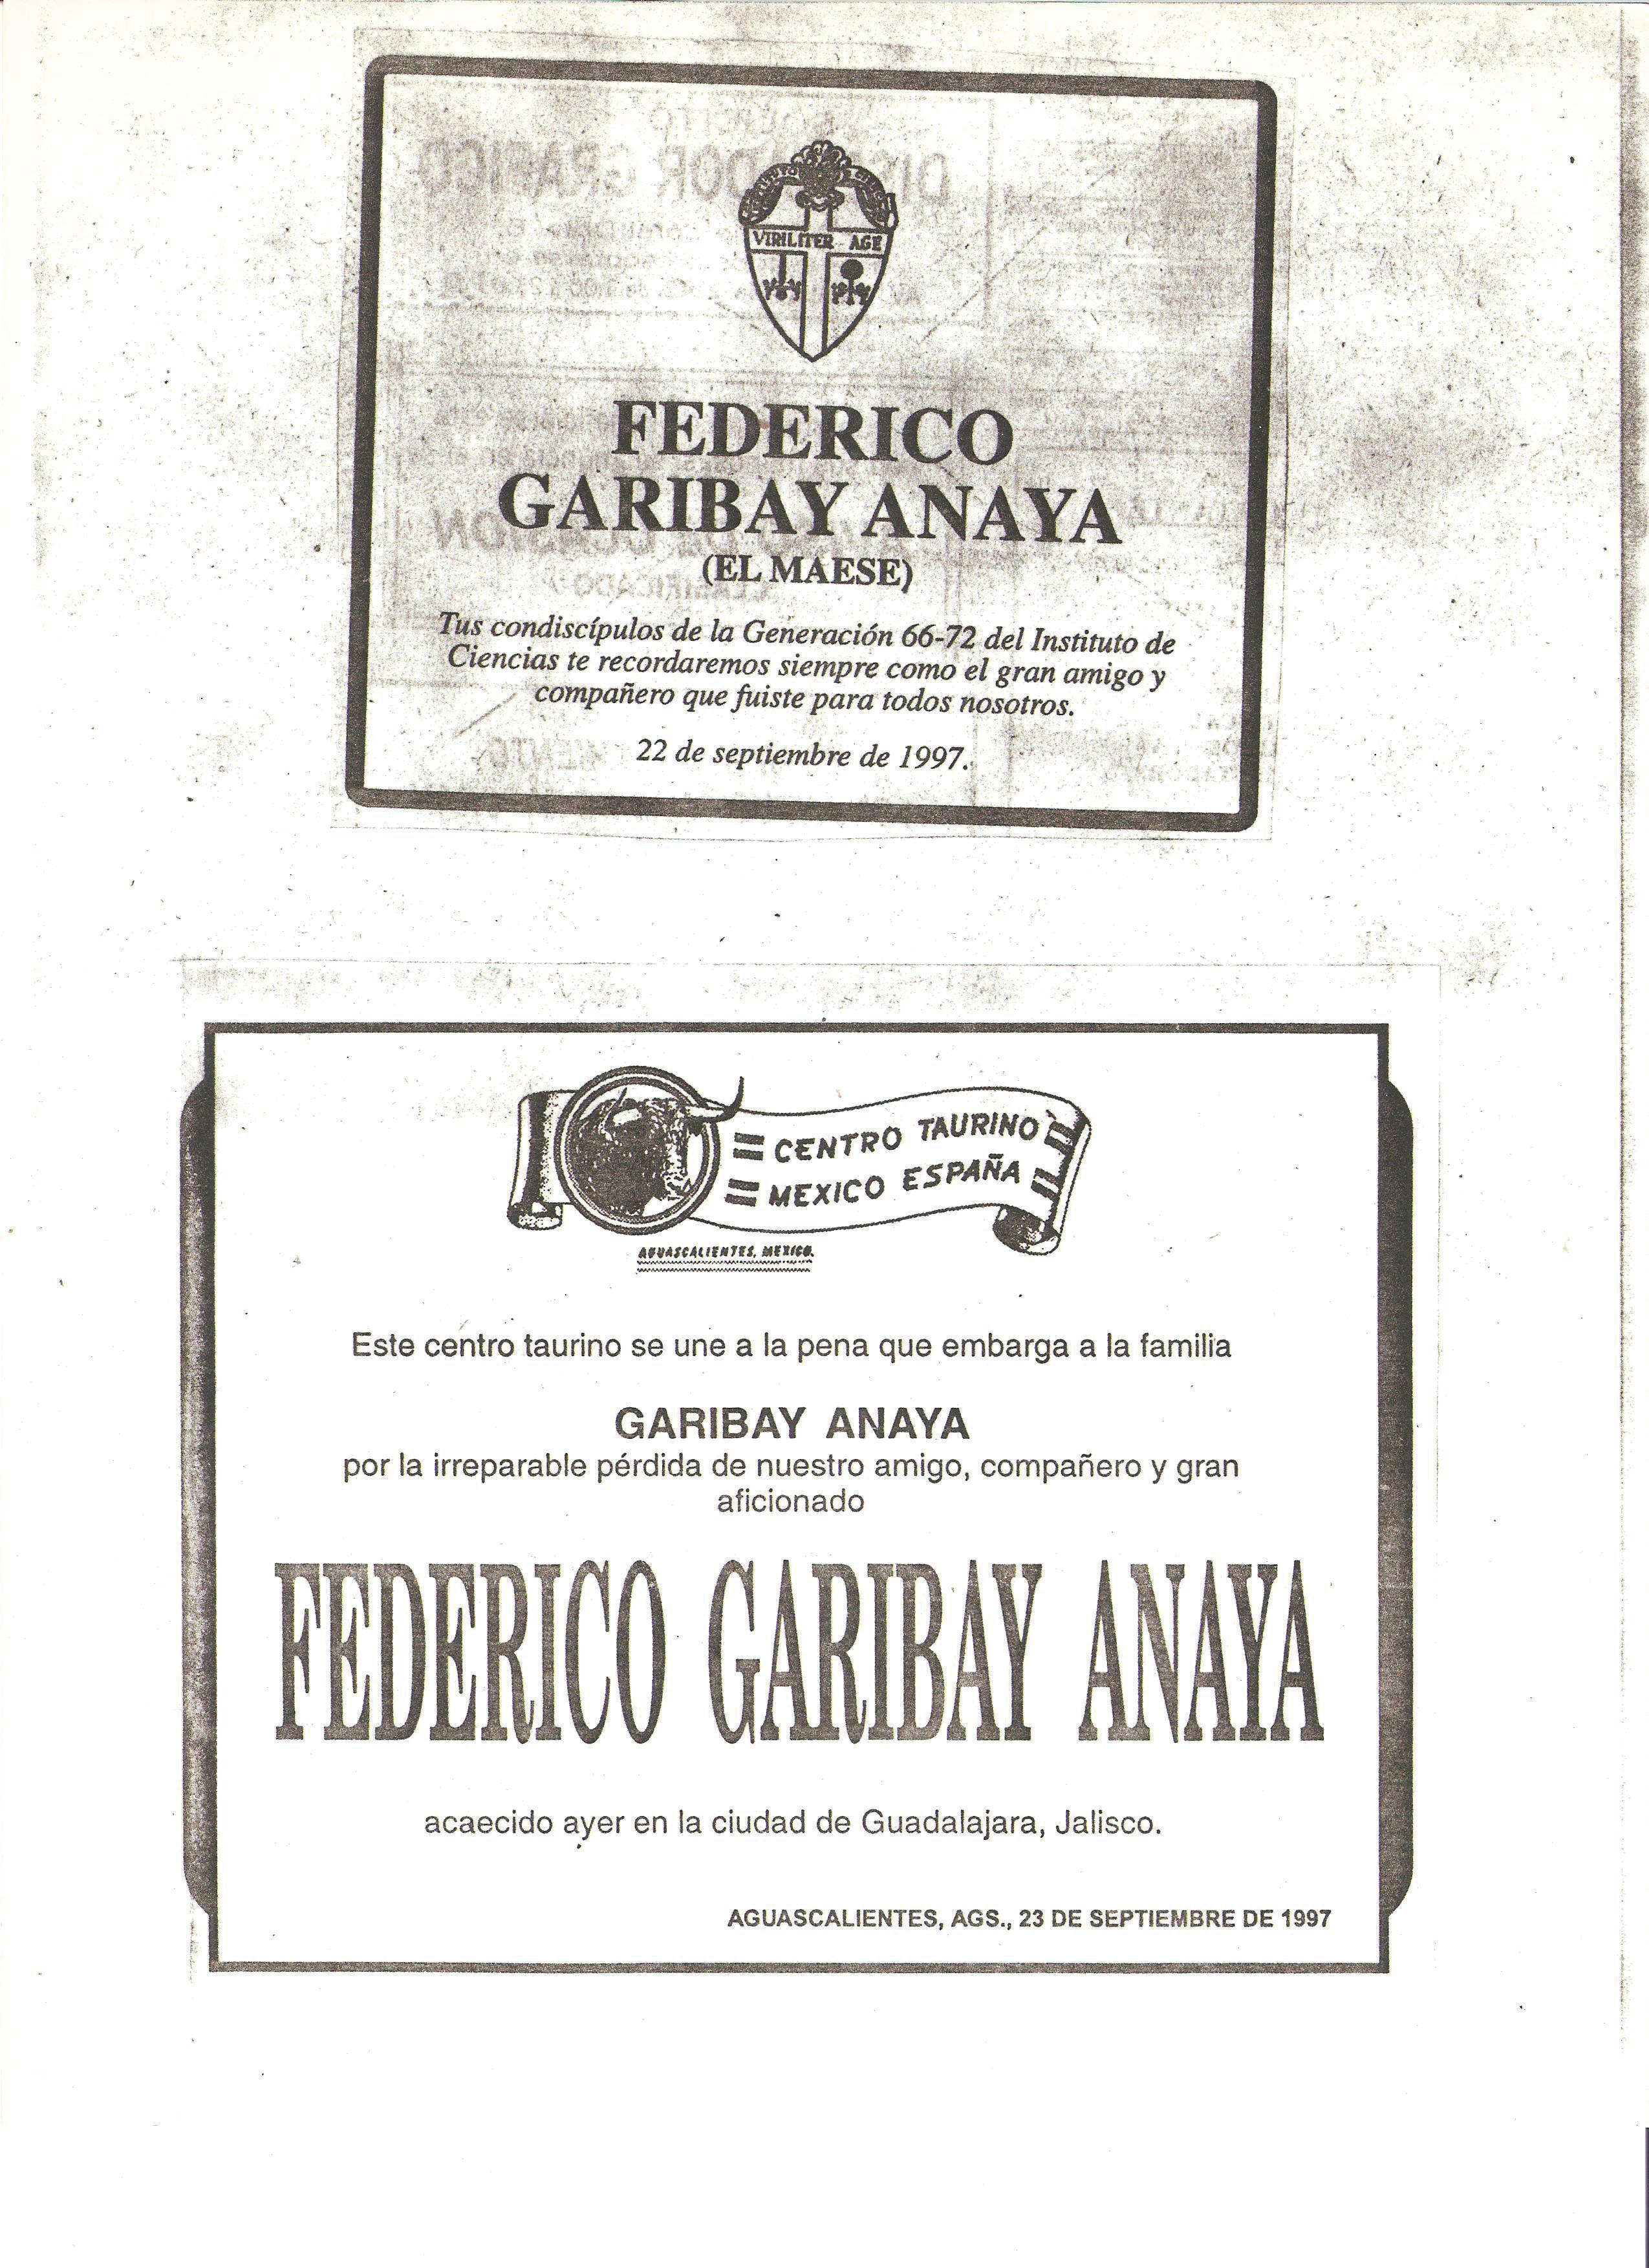 VIRILITER AGE
FEDERICO
GARIBAY ANAYA
(EL MAESE)
Tus condiscípulos de la Generación 66-72 del Instituto de
Ciencias te recordaremos siempre como el gran amigo y
compañero que fuiste para todos nosotros.
22 de septiembre de 1997.
CENTRO TAURINO
MEXICO ESPAÑA
AGUASCALIENTES, MEXICO.
Este centro taurino se une a la pena que embarga a la familia
GARIBAY ANAYA
por la irreparable pérdida de nuestro amigo, compañero y gran
aficionado
FEDERICO GARIBAY ANAYA
acaecido ayer en la ciudad de Guadalajara, Jalisco.
AGUASCALIENTES, AGS., 23 DE SEPTIEMBRE DE 1997